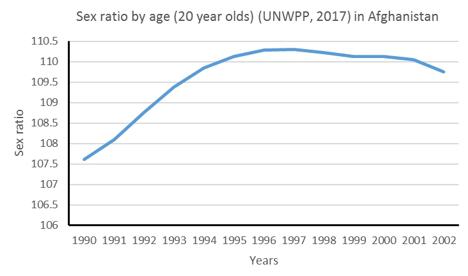 Sex ratio by age (20 year olds) (UNWPP, 2017) in Afghanistan
110.5
110
109.5
109
108.5
108
107.5
107
106.5
106
Sex ratio
1990 1991 1992 1993 1994 1995 1996 1997 1998 1999 2000 2001 2002
Years